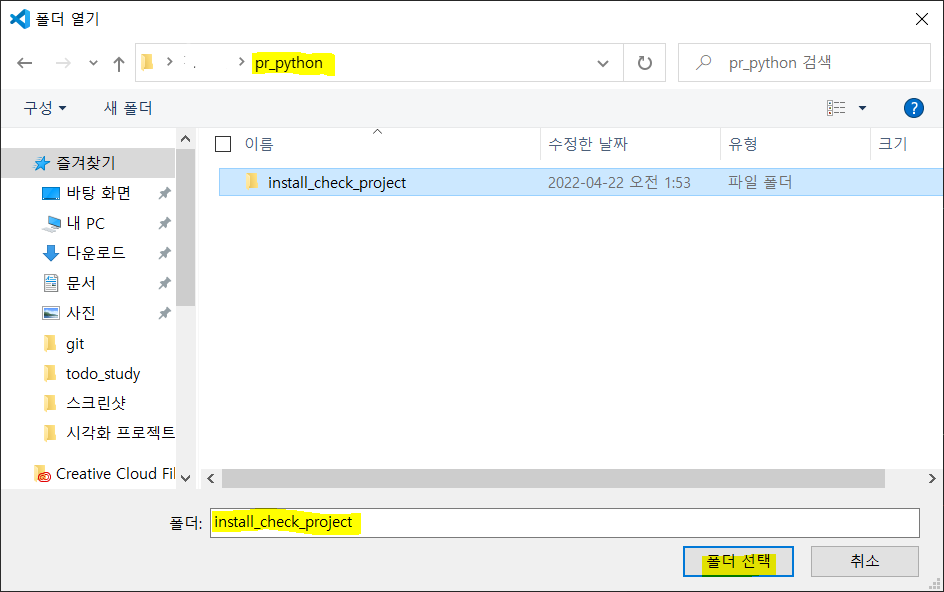 폴더 열기
pr_python
pr_python 검색
구성
새 폴더
?
이름
수정한 날짜
유형
크기
install_check_project
2022-04-22 오전 1:53
파일 폴더
즐겨찾기
바탕 화면
내 PC
다운로드
문서
사진
git
todo_study
스크린샷
시각화 프로젝트
Creative Cloud Fil
폴더:
install_check_project
폴더 선택
취소